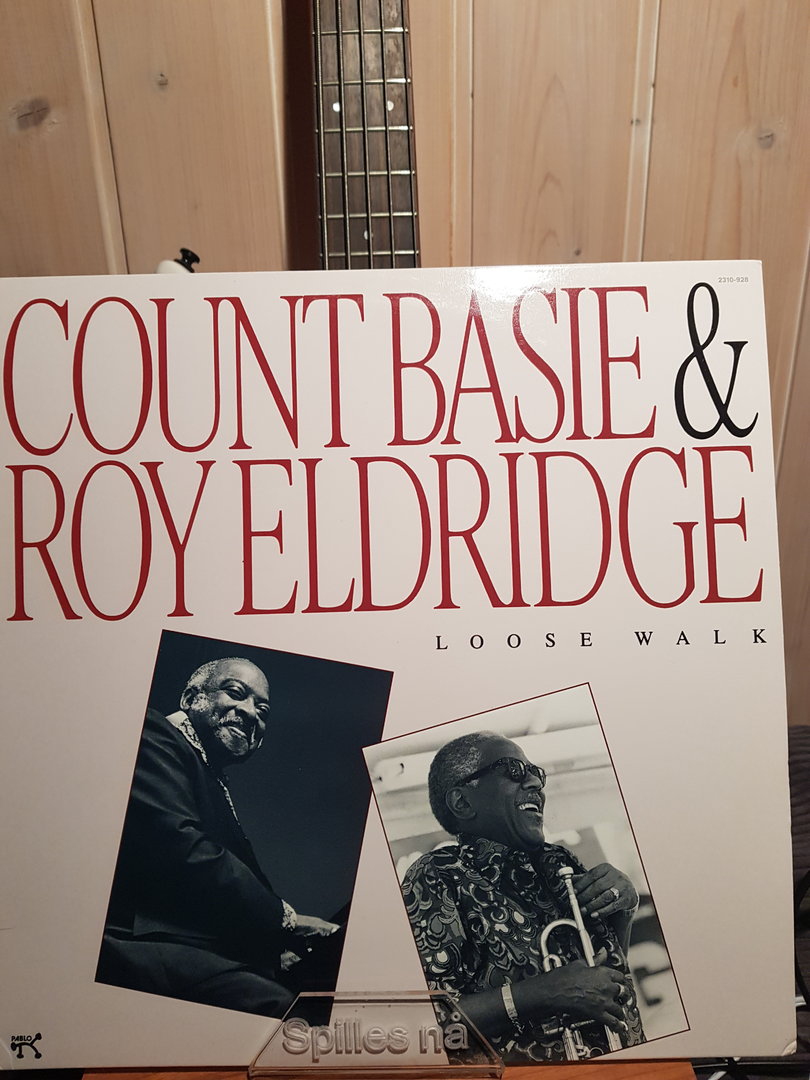 2310-928
COUNT BASIE &
ROY ELDRIDGE
LOOSE WALK
PABLO
Spilles nå